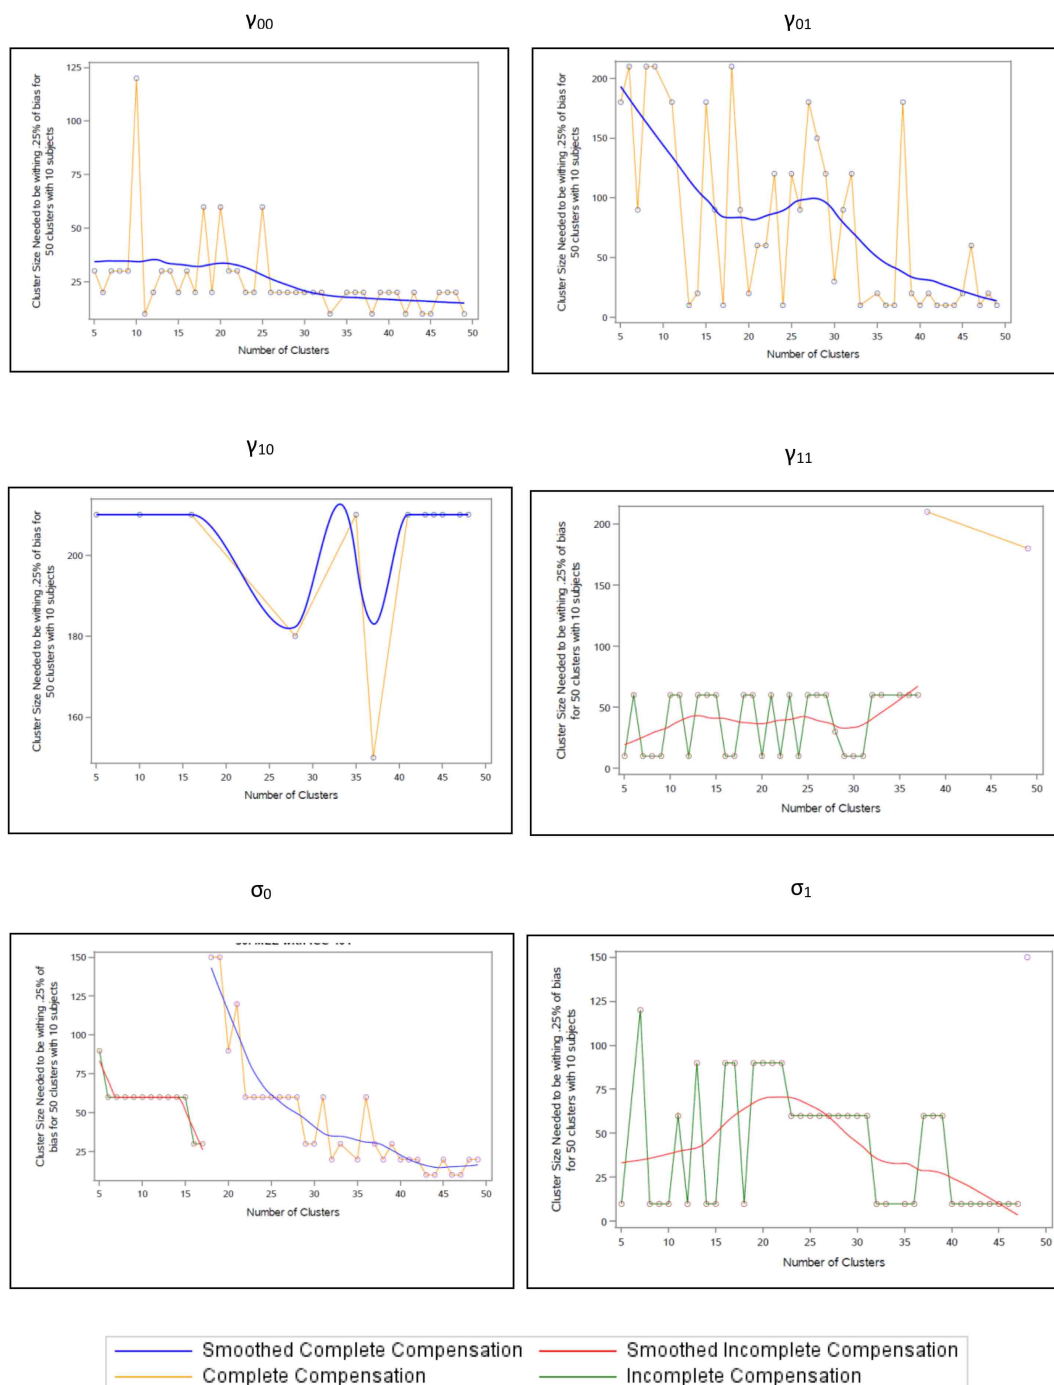 γ00
γ01
Cluster Size Needed to be withing .25% of bias for
50 clusters with 10 subjects
125
100
75
50
25
5 10 15 20 25 30 35 40 45 50
Number of Clusters
Cluster Size Needed to be withing .25% of bias for
50 clusters with 10 subjects
200
150
100
50
0
5 10 15 20 25 30 35 40 45 50
Number of Clusters
γ10
γ11
Cluster Size Needed to be withing .25% of bias for
50 clusters with 10 subjects
200
180
160
5 10 15 20 25 30 35 40 45 50
Number of Clusters
Cluster Size Needed to be withing .25% of bias
for 50 clusters with 10 subjects
200
150
100
50
0
5 10 15 20 25 30 35 40 45 50
Number of Clusters
σ0
σ1
Cluster Size Needed to be withing .25% of
bias for 50 clusters with 10 subjects
150
125
100
75
50
25
5 10 15 20 25 30 35 40 45 50
Number of Clusters
Cluster Size Needed to be withing .25% of bias
for 50 clusters with 10 subjects
150
125
100
75
50
25
0
5 10 15 20 25 30 35 40 45 50
Number of Clusters
Smoothed Complete Compensation
Smoothed Incomplete Compensation
Complete Compensation
Incomplete Compensation